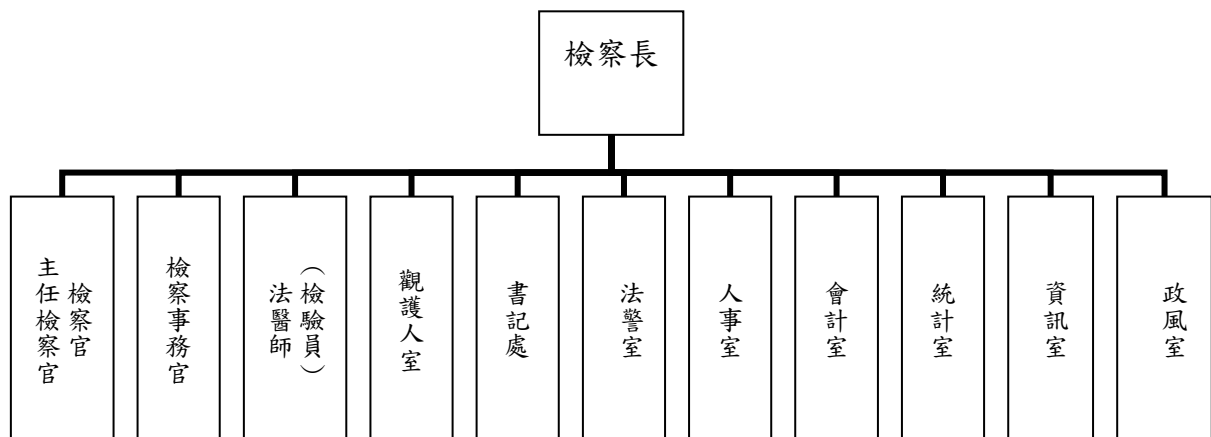 檢察長
主任檢察官
檢察官
檢察事務官
法醫師
（檢驗員）
觀護人室
書記處
法警室
人事室
會計室
統計室
資訊室
政風室